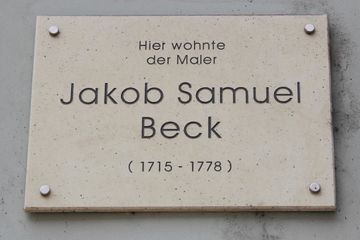 Hier wohnte
der Maler
Jakob Samuel
Beck
( 1715 - 1778 )